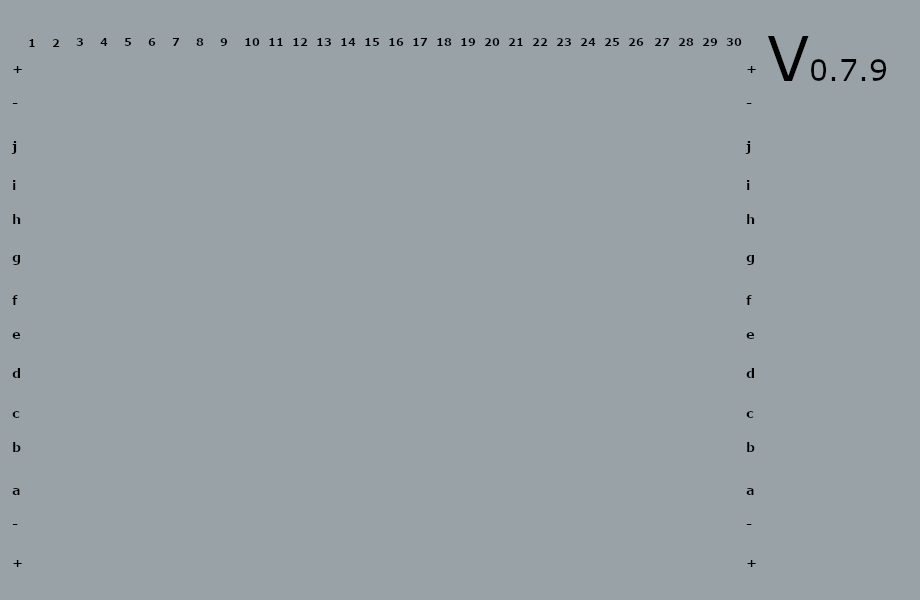 1 2 3 4 5 6 7 8 9 10 11 12 13 14 15 16 17 18 19 20 21 22 23 24 25 26 27 28 29 30
V0.7.9
+ +
- -
j j
i i
h h
g g
f f
e e
d d
c c
b b
a a
- -
+ +